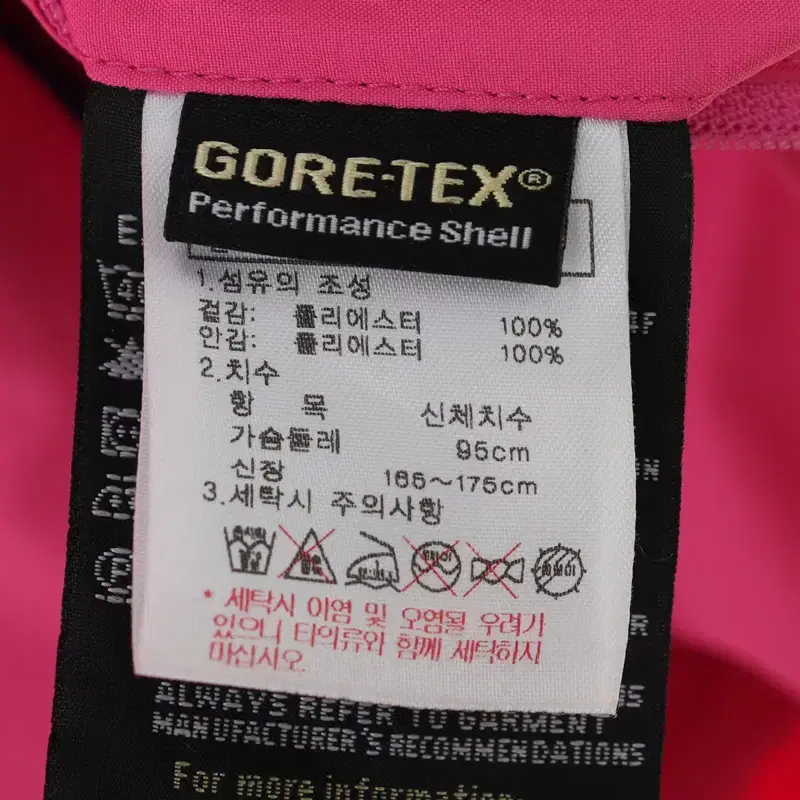 GORE-TEX®
Performance Shell
1.섬유의 조성
겉감: 폴리에스터 100%
안감: 폴리에스터 100%
2.치수
항 목 신체치수
가슴둘레 95cm
신장 165~175cm
3.세탁시 주의사항
* 세탁시 이염 및 오염될 우려가
있으니 타의류와 함께 세탁하지
마십시오.
ALWAYS REFER TO GARMENT
MANUFACTURER'S RECOMMENDATIONS
For more information